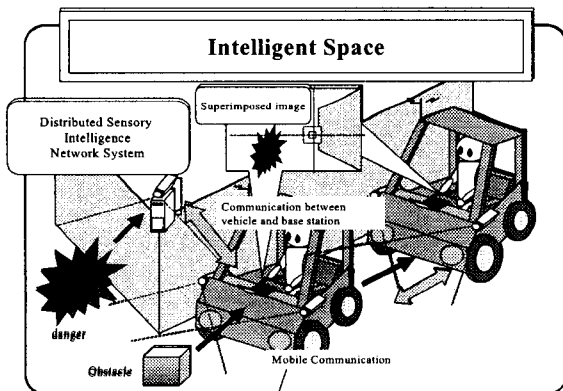 Intelligent Space
Superimposed image
Distributed Sensory
Intelligence
Network System
Communication between
vehicle and base station
danger
Obstacle
Mobile Communication